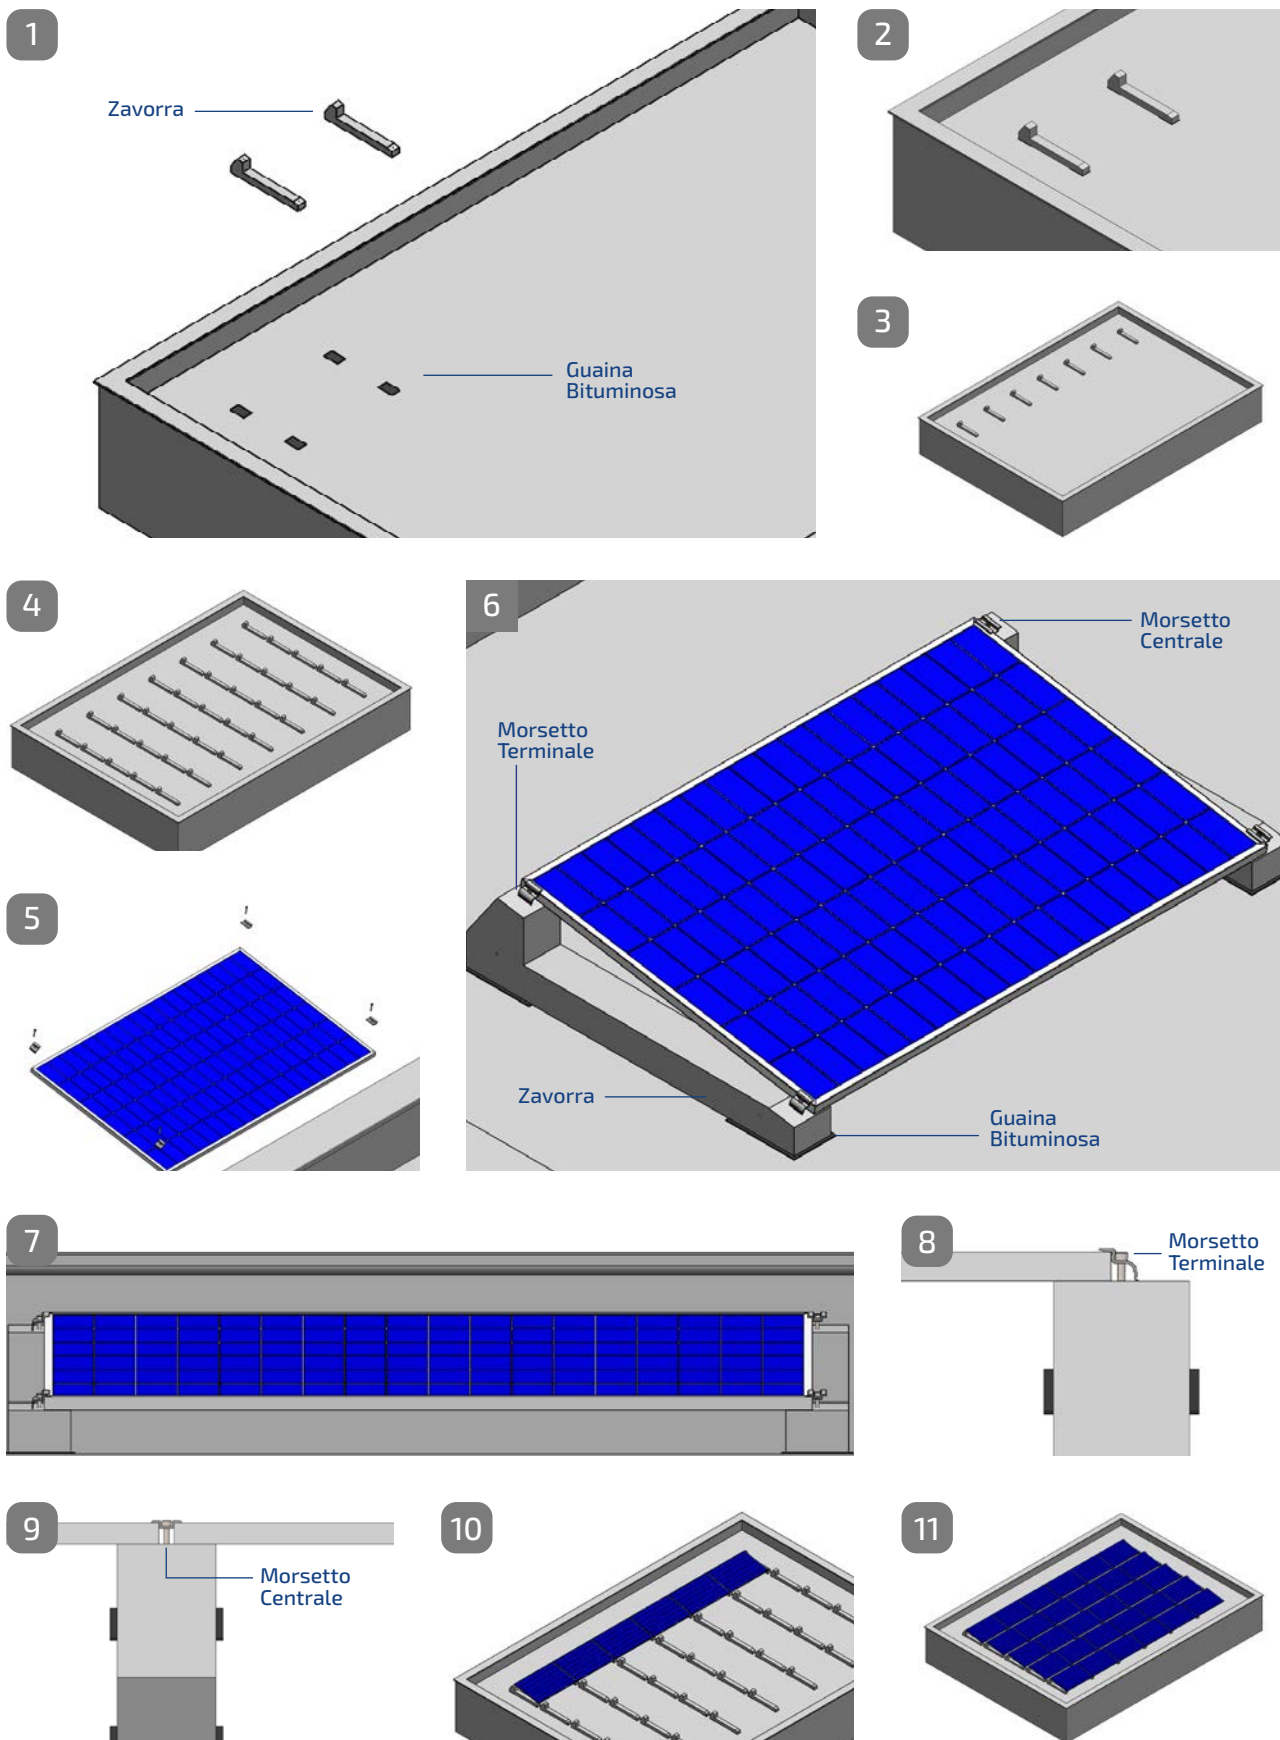 1
Zavorra
Guaina
Bituminosa
2
3
4
5
6
Morsetto
Centrale
Morsetto
Terminale
Zavorra
Guaina
Bituminosa
7
8
Morsetto
Terminale
9
Morsetto
Centrale
10
11